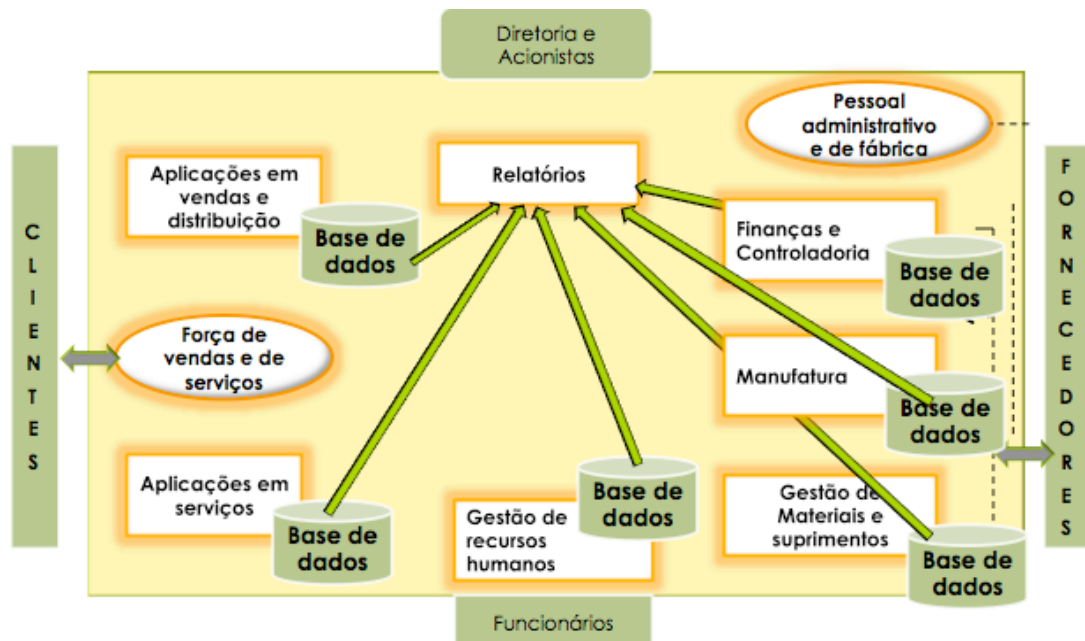 Diretoria e
Acionistas
Pessoal
administrativo
e de fábrica
CLIENTES
FORNECEDORES
Aplicações em
vendas e
distribuição
Base de
dados
Relatórios
Finanças e
Controladoria
Base de
dados
Força de
vendas e de
serviços
Manufatura
Base de
dados
Aplicações em
serviços
Base de
dados
Gestão de
recursos
humanos
Base de
dados
Gestão de
Materiais e
suprimentos
Base de
dados
Funcionários